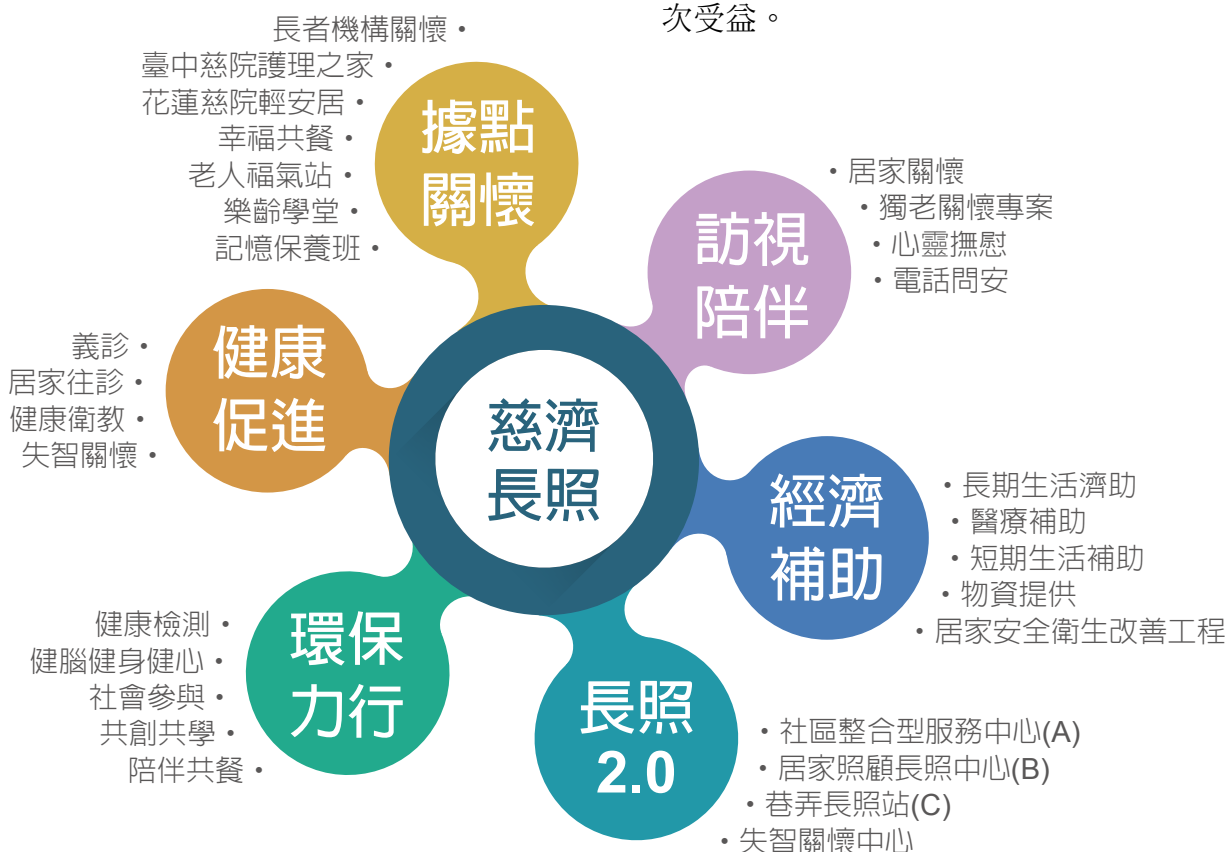 次受益。
長者機構關懷•
臺中慈院護理之家•
花蓮慈院輕安居•
幸福共餐•
老人福氣站•
樂齡學堂•
記憶保養班•
據點
關懷
訪視
陪伴
•居家關懷
•獨老關懷專案
•心靈撫慰
•電話問安
義診•
居家往診•
健康衛教•
失智關懷•
健康
促進
慈濟
長照
經濟
補助
•長期生活濟助
•醫療補助
•短期生活補助
•物資提供
•居家安全衛生改善工程
健康檢測•
健腦健身健心•
社會參與•
共創共學•
陪伴共餐•
環保
力行
長照
2.0
•社區整合型服務中心(A)
•居家照顧長照中心(B)
•巷弄長照站(C)
•失智關懷中心